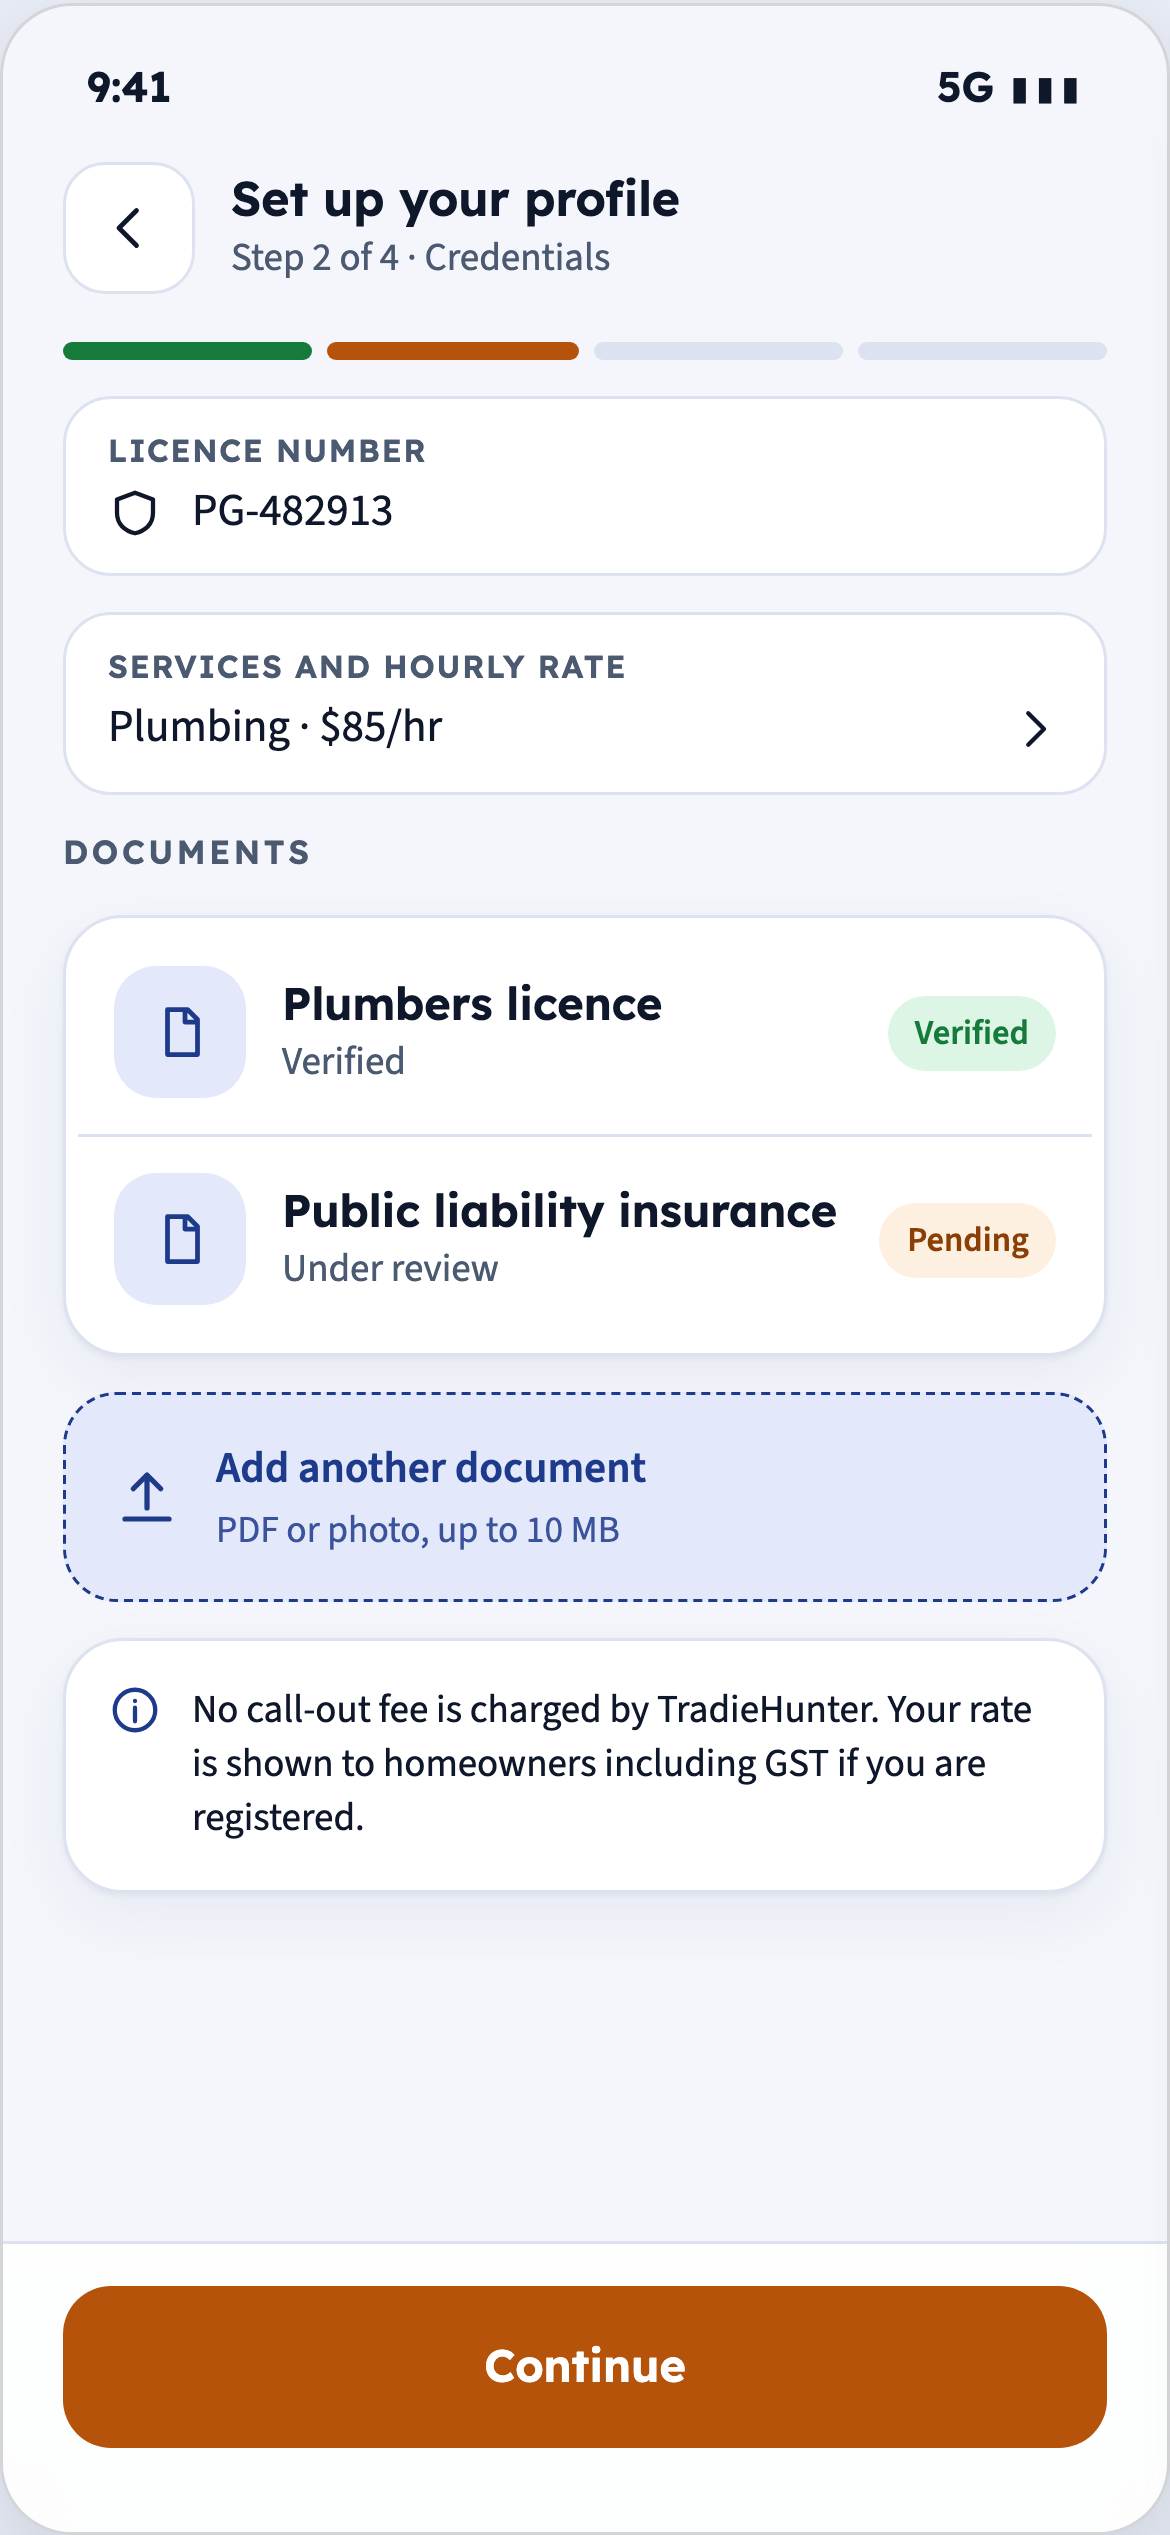 9:41
5G
Set up your profile
Step 2 of 4 · Credentials
LICENCE NUMBER
PG-482913
SERVICES AND HOURLY RATE
Plumbing · $85/hr
DOCUMENTS
Plumbers licence
Verified
Verified
Public liability insurance
Under review
Pending
Add another document
PDF or photo, up to 10 MB
No call-out fee is charged by TradieHunter. Your rate
is shown to homeowners including GST if you are
registered.
Continue